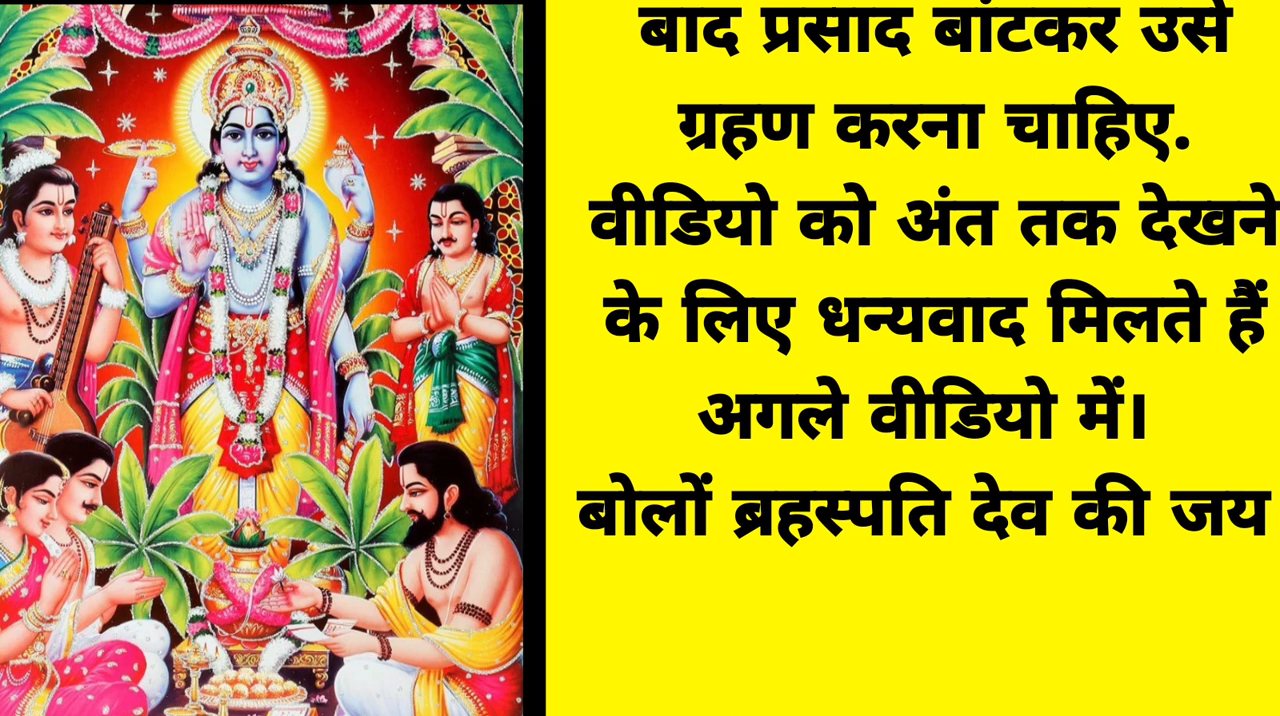 बाद प्रसाद बांटकर उसे
ग्रहण करना चाहिए.
वीडियो को अंत तक देखने
के लिए धन्यवाद मिलते हैं
अगले वीडियो में।
बोलों ब्रहस्पति देव की जय